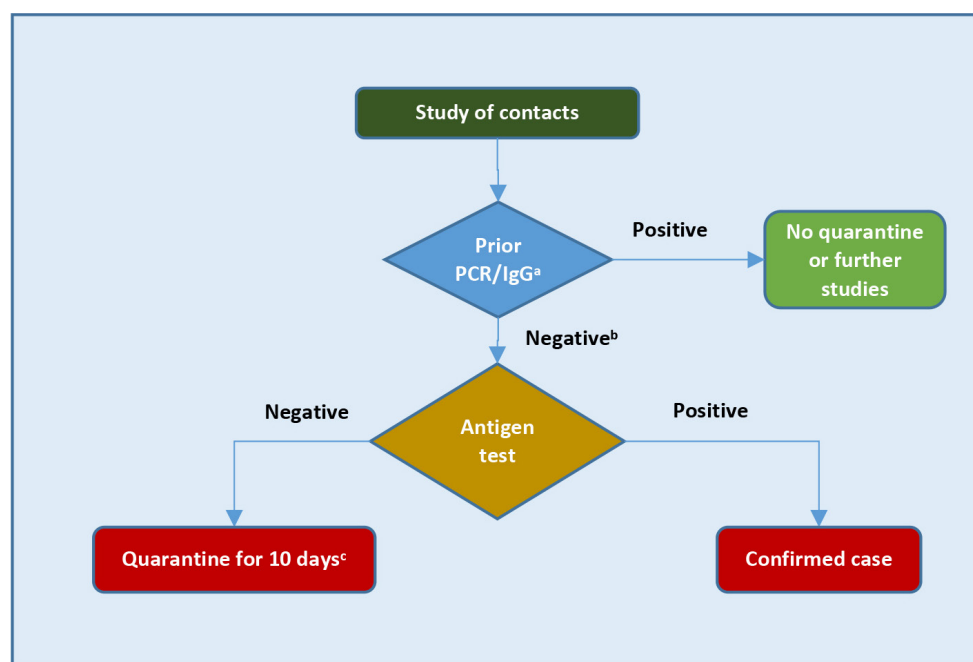 Study of contacts
Prior
PCR/IgGᵃ
Positive
No quarantine
or further
studies
Negativeᵇ
Negative
Antigen
test
Positive
Quarantine for 10 daysᶜ
Confirmed case